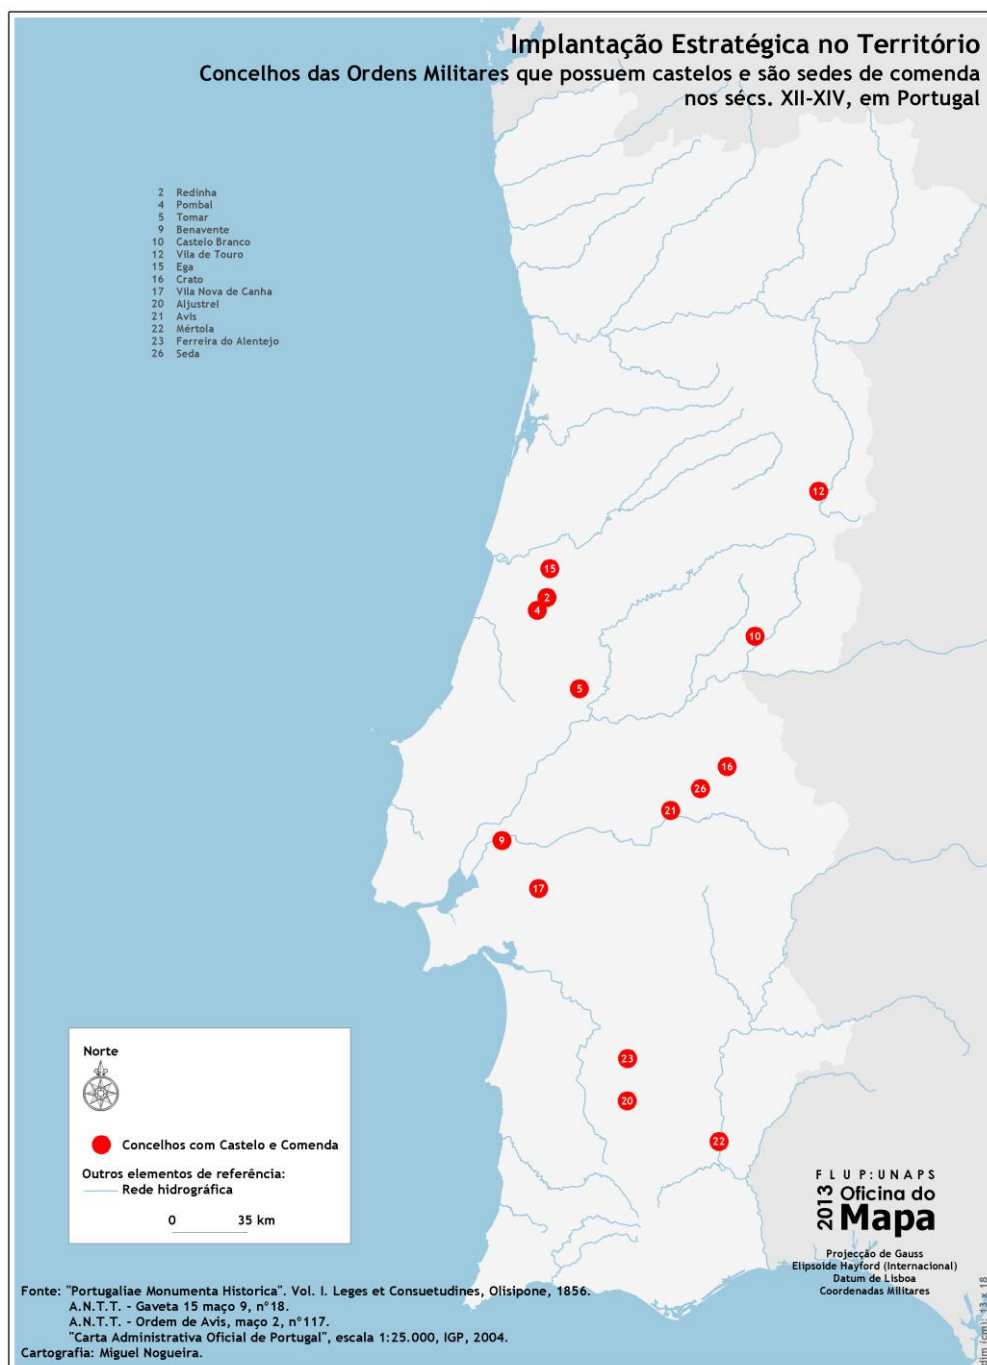 Implantação Estratégica no Território
Concelhos das Ordens Militares que possuem castelos e são sedes de comenda
nos sécs. XII-XIV, em Portugal
2 Redinha
4 Pombal
5 Tomar
9 Benavente
10 Castelo Branco
12 Vila de Touro
15 Ega
16 Crato
17 Vila Nova de Canha
20 Aljustrel
21 Avis
22 Mértola
23 Ferreira do Alentejo
26 Seda
12
15
2
4
10
5
16
26
21
9
17
23
20
22
Norte
Concelhos com Castelo e Comenda
Outros elementos de referência:
Rede hidrográfica
0 35 km
FLUP:UNAPS
2013 Oficina do
Mapa
Projecção de Gauss
Elipsoide Hayford (Internacional)
Datum de Lisboa
Coordenadas Militares
dim (cm): 13 x 18
Fonte: "Portugaliae Monumenta Historica". Vol. I. Leges et Consuetudines, Olisipone, 1856.
A.N.T.T. - Gaveta 15 maço 9, nº18.
A.N.T.T. - Ordem de Avis, maço 2, nº117.
"Carta Administrativa Oficial de Portugal", escala 1:25.000, IGP, 2004.
Cartografia: Miguel Nogueira.